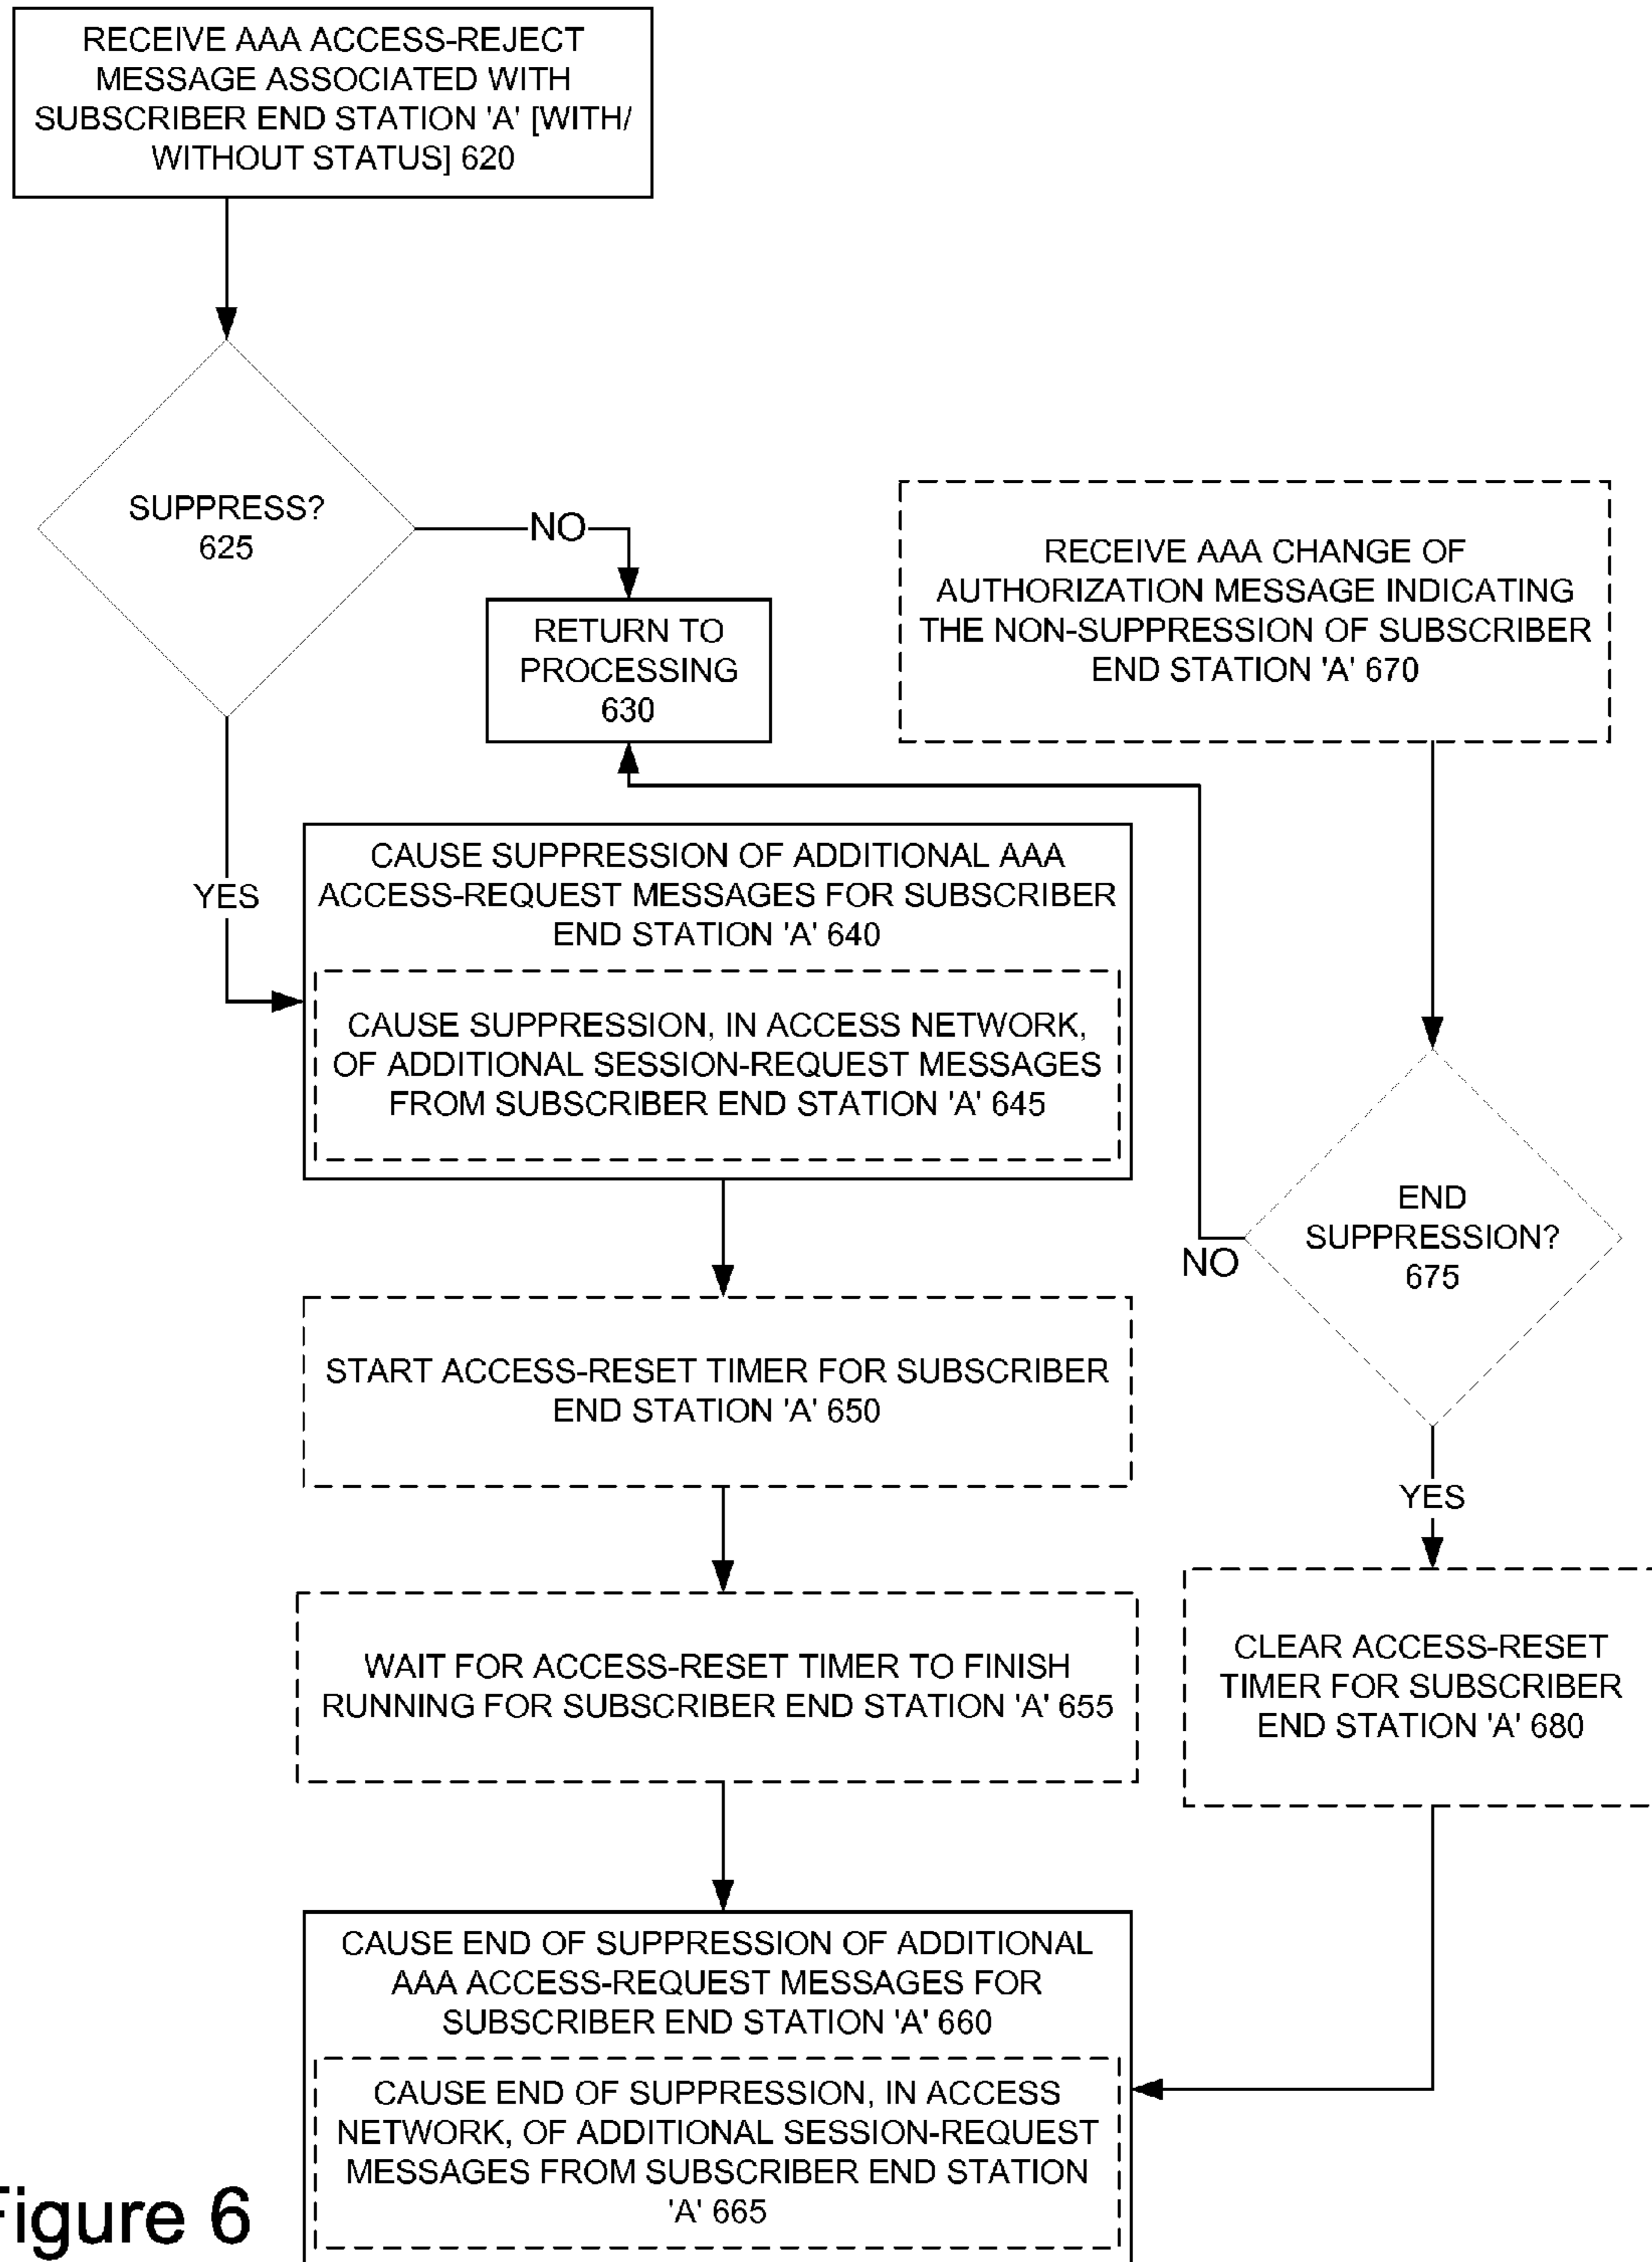 RECEIVE AAA ACCESS-REJECT
MESSAGE ASSOCIATED WITH
SUBSCRIBER END STATION 'A' [WITH/
WITHOUT STATUS] 620
SUPPRESS?
625
NO
RETURN TO
PROCESSING
630
RECEIVE AAA CHANGE OF
AUTHORIZATION MESSAGE INDICATING
THE NON-SUPPRESSION OF SUBSCRIBER
END STATION 'A' 670
YES
CAUSE SUPPRESSION OF ADDITIONAL AAA
ACCESS-REQUEST MESSAGES FOR SUBSCRIBER
END STATION 'A' 640
CAUSE SUPPRESSION, IN ACCESS NETWORK,
OF ADDITIONAL SESSION-REQUEST MESSAGES
FROM SUBSCRIBER END STATION 'A' 645
END
SUPPRESSION?
675
NO
YES
START ACCESS-RESET TIMER FOR SUBSCRIBER
END STATION 'A' 650
WAIT FOR ACCESS-RESET TIMER TO FINISH
RUNNING FOR SUBSCRIBER END STATION 'A' 655
CLEAR ACCESS-RESET
TIMER FOR SUBSCRIBER
END STATION 'A' 680
CAUSE END OF SUPPRESSION OF ADDITIONAL
AAA ACCESS-REQUEST MESSAGES FOR
SUBSCRIBER END STATION 'A' 660
CAUSE END OF SUPPRESSION, IN ACCESS
NETWORK, OF ADDITIONAL SESSION-REQUEST
MESSAGES FROM SUBSCRIBER END STATION
'A' 665
Figure 6